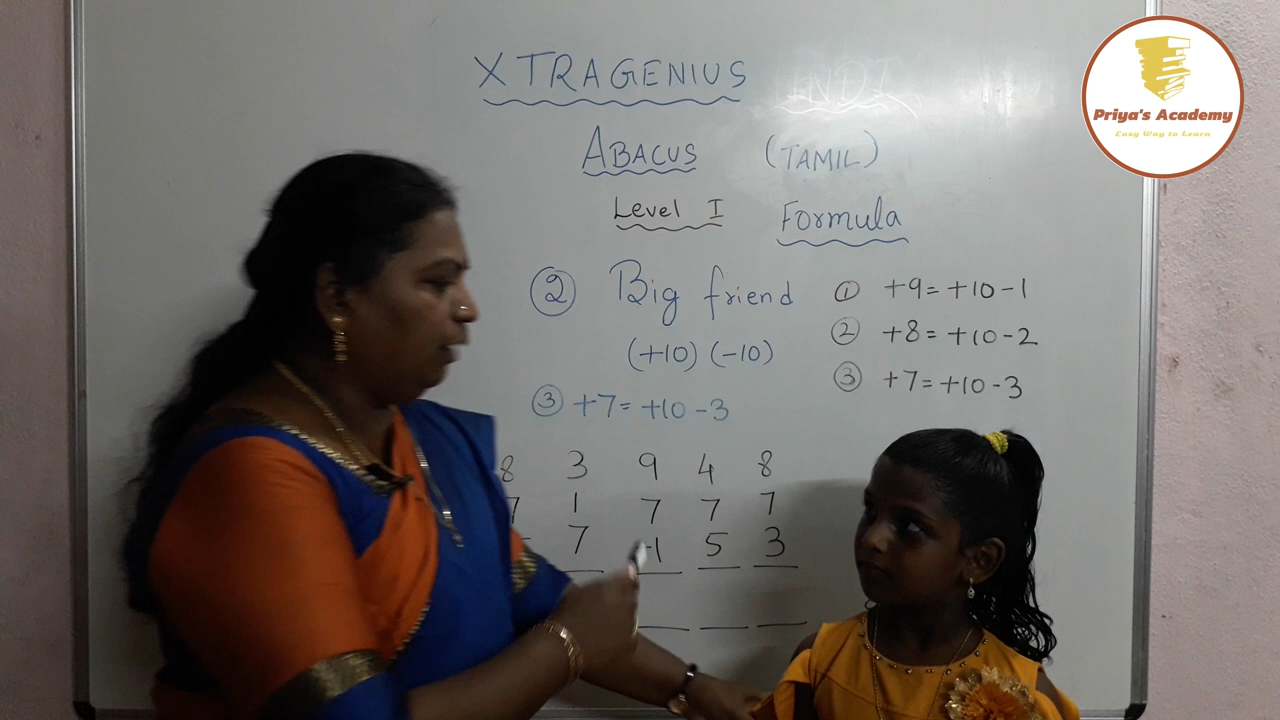 XTRAGENIUS
ABACUS (TAMIL)
Level I Formula
② Big friend
(+10) (-10)
③ +7= +10-3
① +9= +10-1
② +8= +10-2
③ +7= +10-3
8 3 9 4 8
7 1 7 7 7
7 -1 5 3
Priya's Academy
Easy Way to Learn